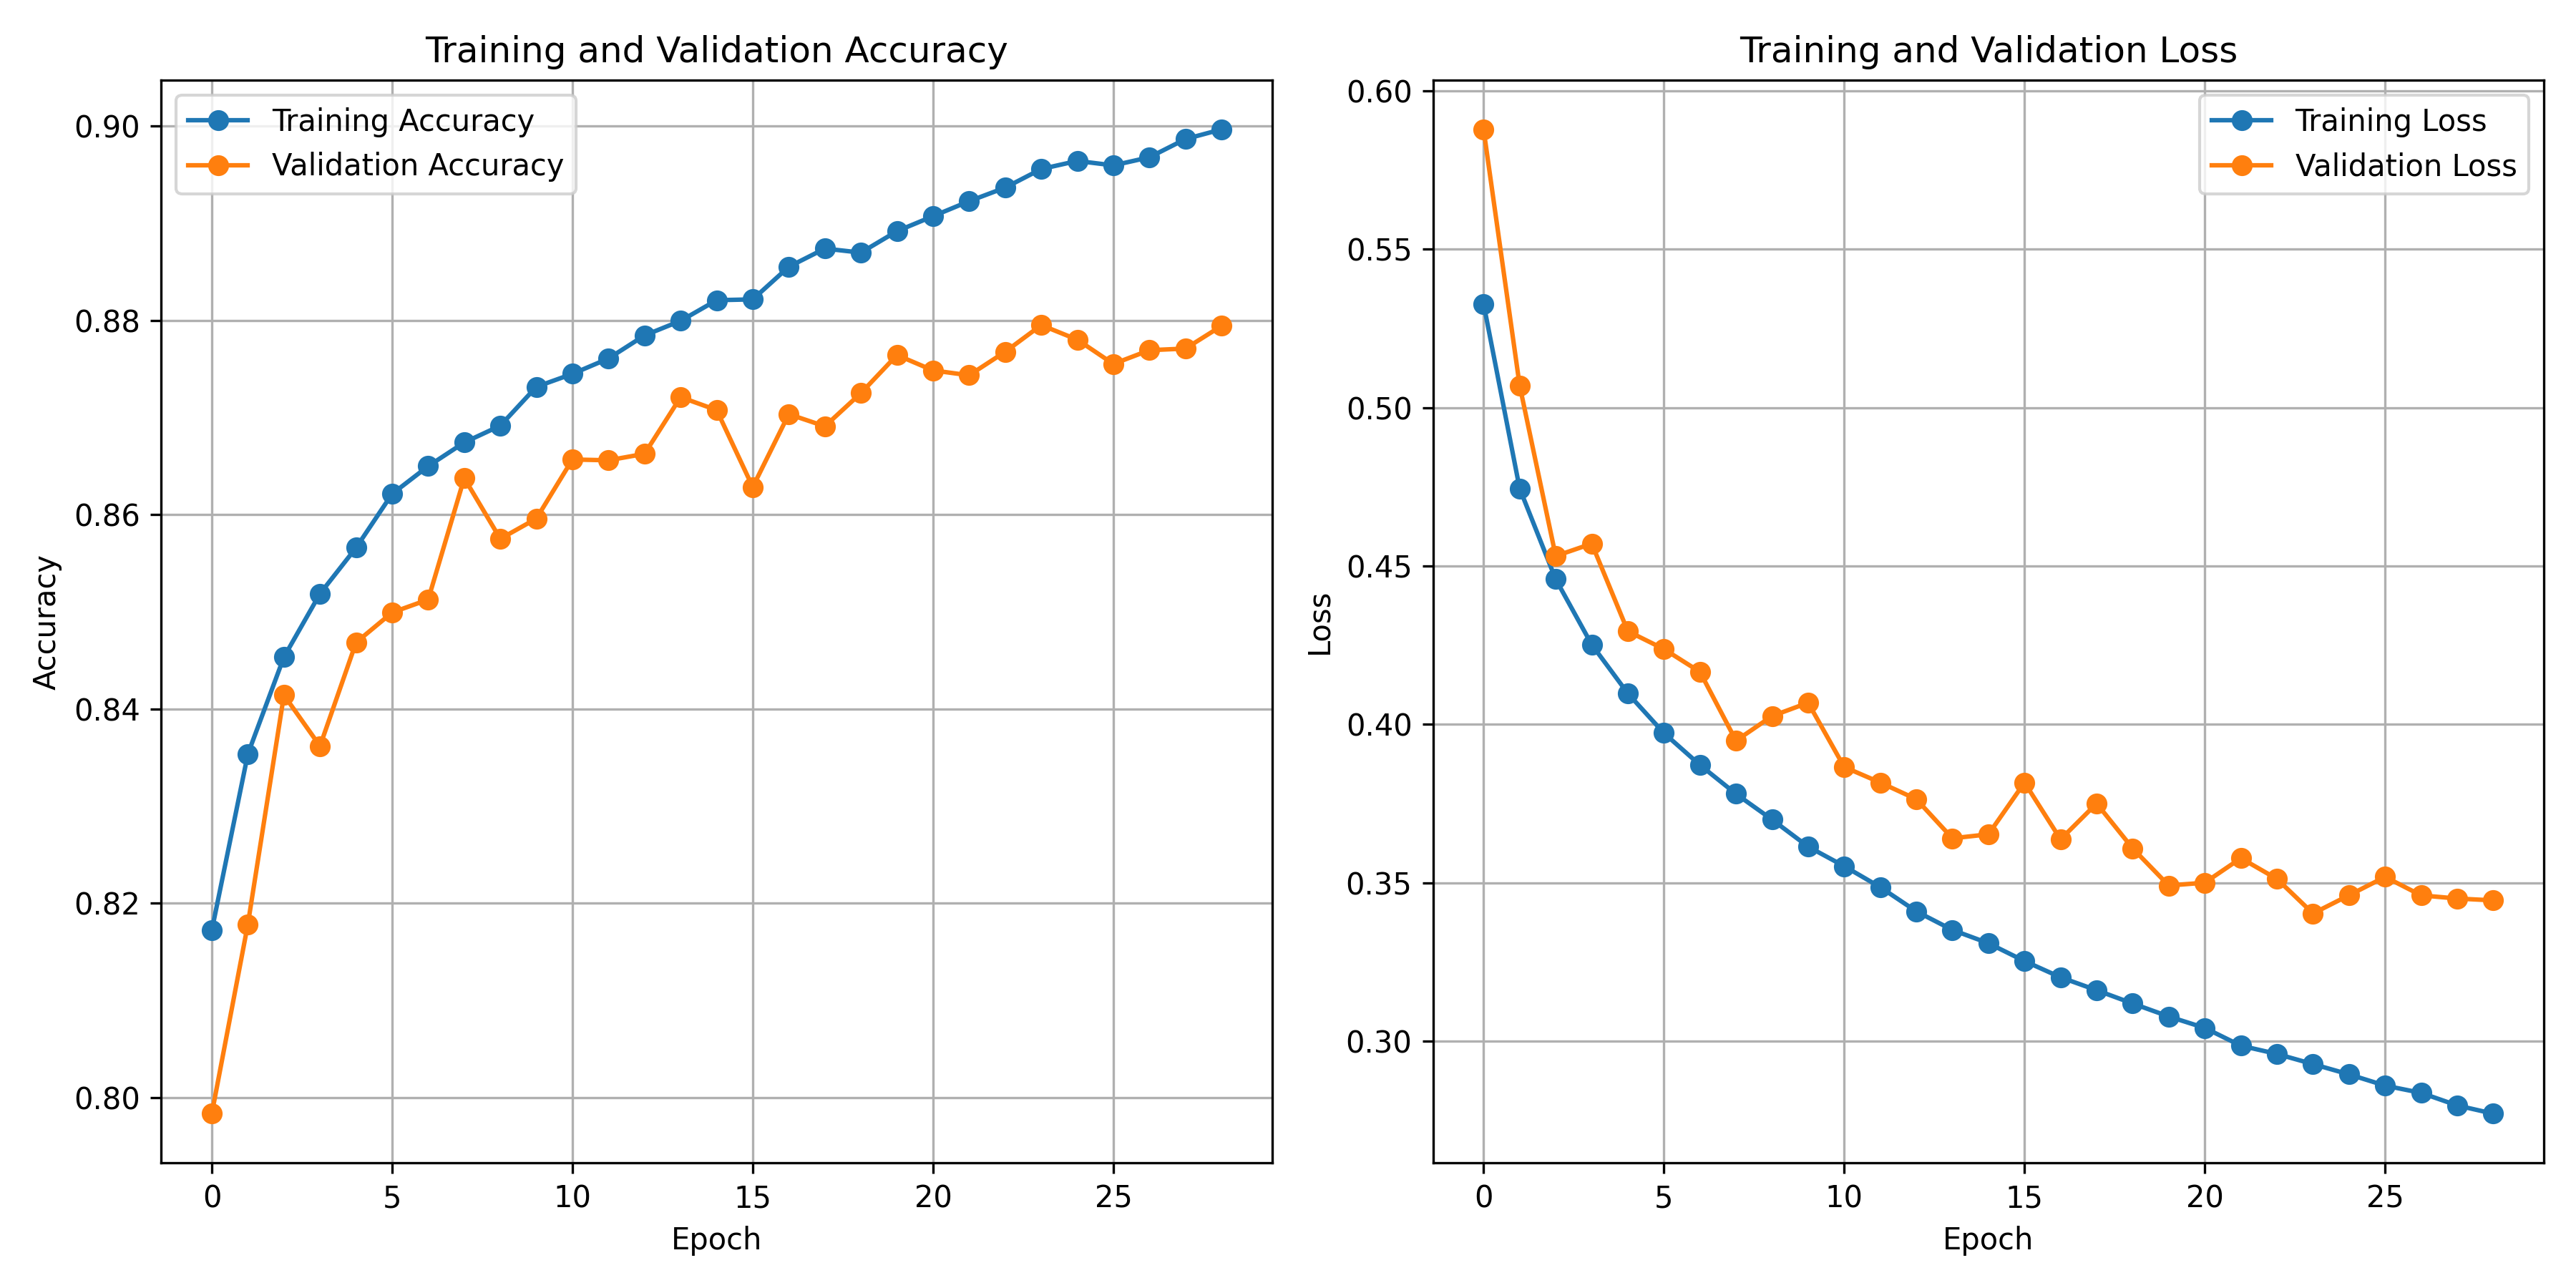 Training and Validation Accuracy
Training Accuracy
Validation Accuracy
0.90
0.88
0.86
0.84
0.82
0.80
Accuracy
0 5 10 15 20 25
Epoch
Training and Validation Loss
Training Loss
Validation Loss
0.60
0.55
0.50
0.45
0.40
0.35
0.30
Loss
0 5 10 15 20 25
Epoch